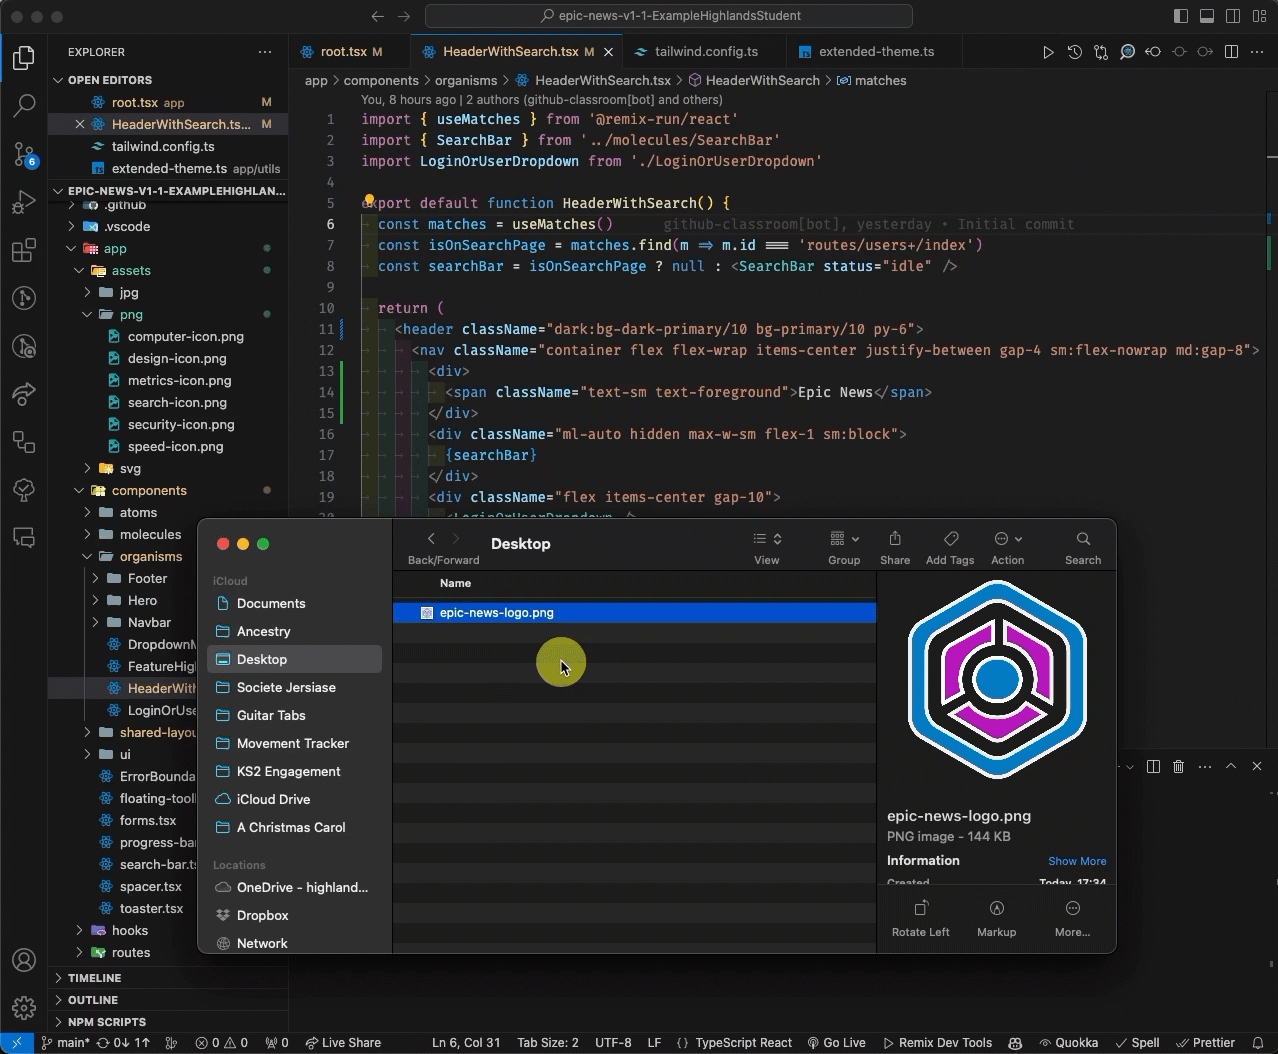 epic-news-v1-1-ExampleHighlandsStudent
EXPLORER
OPEN EDITORS
root.tsx app M
HeaderWithSearch.ts... M
tailwind.config.ts
extended-theme.ts app/utils
EPIC-NEWS-V1-1-EXAMPLEHIGHLAN...
.github
.vscode
app
assets
jpg
png
computer-icon.png
design-icon.png
metrics-icon.png
search-icon.png
security-icon.png
speed-icon.png
svg
components
atoms
molecules
organisms
Footer
Hero
Navbar
DropdownM
FeatureHig
HeaderWith
LoginOrUse
shared-layou
ui
ErrorBounda
floating-tool
forms.tsx
progress-bar
search-bar.ts
spacer.tsx
toaster.tsx
hooks
routes
TIMELINE
OUTLINE
NPM SCRIPTS
6
root.tsx M
HeaderWithSearch.tsx M
tailwind.config.ts
extended-theme.ts
app > components > organisms > HeaderWithSearch.tsx > HeaderWithSearch > matches
You, 8 hours ago | 2 authors (github-classroom[bot] and others)
1 import { useMatches } from '@remix-run/react'
2 import { SearchBar } from '../molecules/SearchBar'
3 import LoginOrUserDropdown from './LoginOrUserDropdown'
4
5 export default function HeaderWithSearch() {
6 const matches = useMatches() github-classroom[bot], yesterday • Initial commit
7 const isOnSearchPage = matches.find(m => m.id === 'routes/users+/index')
8 const searchBar = isOnSearchPage ? null : <SearchBar status="idle" />
9
10 return (
11 <header className="dark:bg-dark-primary/10 bg-primary/10 py-6">
12 <nav className="container flex flex-wrap items-center justify-between gap-4 sm:flex-nowrap md:gap-8">
13 <div>
14 <span className="text-sm text-foreground">Epic News</span>
15 </div>
16 <div className="ml-auto hidden max-w-sm flex-1 sm:block">
17 {searchBar}
18 </div>
19 <div className="flex items-center gap-10">
20 <LoginOrUserDropdown />
Back/Forward
Desktop
View
Group
Share
Add Tags
Action
Search
iCloud
Documents
Ancestry
Desktop
Societe Jersiase
Guitar Tabs
Movement Tracker
KS2 Engagement
iCloud Drive
A Christmas Carol
Locations
OneDrive - highland...
Dropbox
Network
Name
epic-news-logo.png
epic-news-logo.png
PNG image - 144 KB
Information Show More
Created Today, 17:34
Rotate Left
Markup
More...
main* 0↓ 1↑ 0 0 0 Live Share Ln 6, Col 31 Tab Size: 2 UTF-8 LF {} TypeScript React Go Live Remix Dev Tools Quokka Spell Prettier